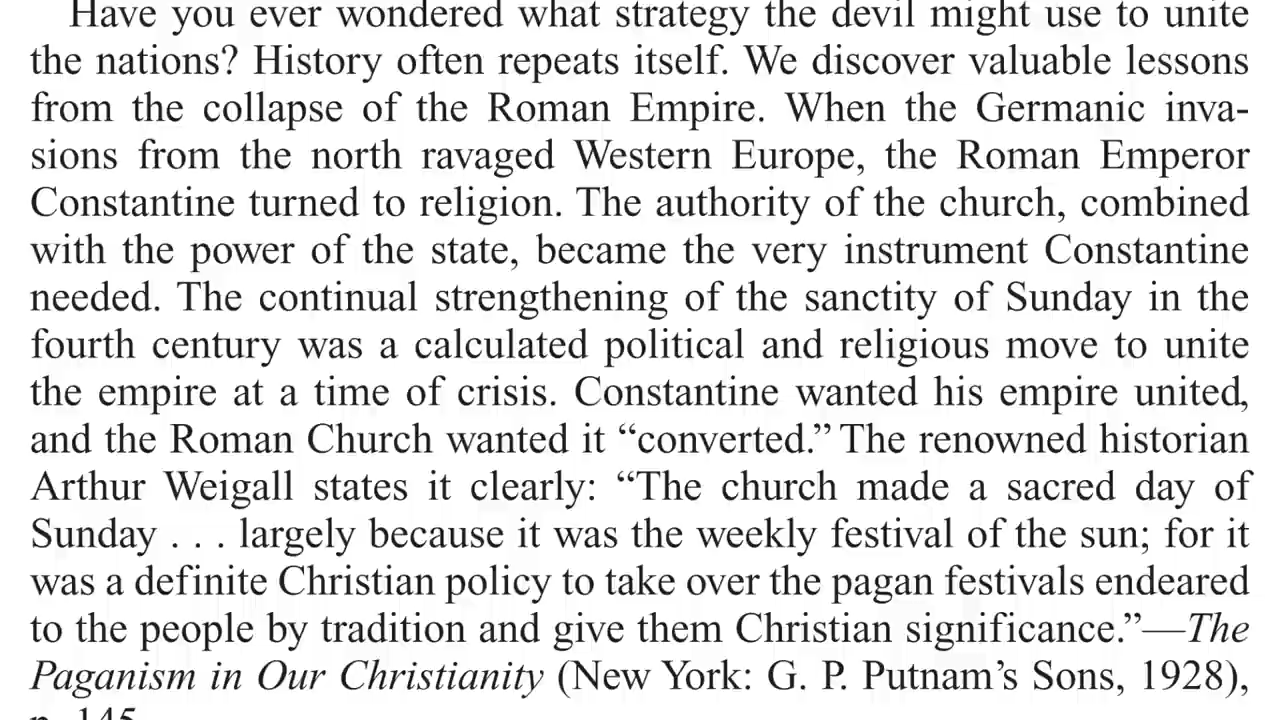 Have you ever wondered what strategy the devil might use to unite
the nations? History often repeats itself. We discover valuable lessons
from the collapse of the Roman Empire. When the Germanic inva-
sions from the north ravaged Western Europe, the Roman Emperor
Constantine turned to religion. The authority of the church, combined
with the power of the state, became the very instrument Constantine
needed. The continual strengthening of the sanctity of Sunday in the
fourth century was a calculated political and religious move to unite
the empire at a time of crisis. Constantine wanted his empire united,
and the Roman Church wanted it “converted.” The renowned historian
Arthur Weigall states it clearly: “The church made a sacred day of
Sunday . . . largely because it was the weekly festival of the sun; for it
was a definite Christian policy to take over the pagan festivals endeared
to the people by tradition and give them Christian significance.”—The
Paganism in Our Christianity (New York: G. P. Putnam’s Sons, 1928),
p. 145.